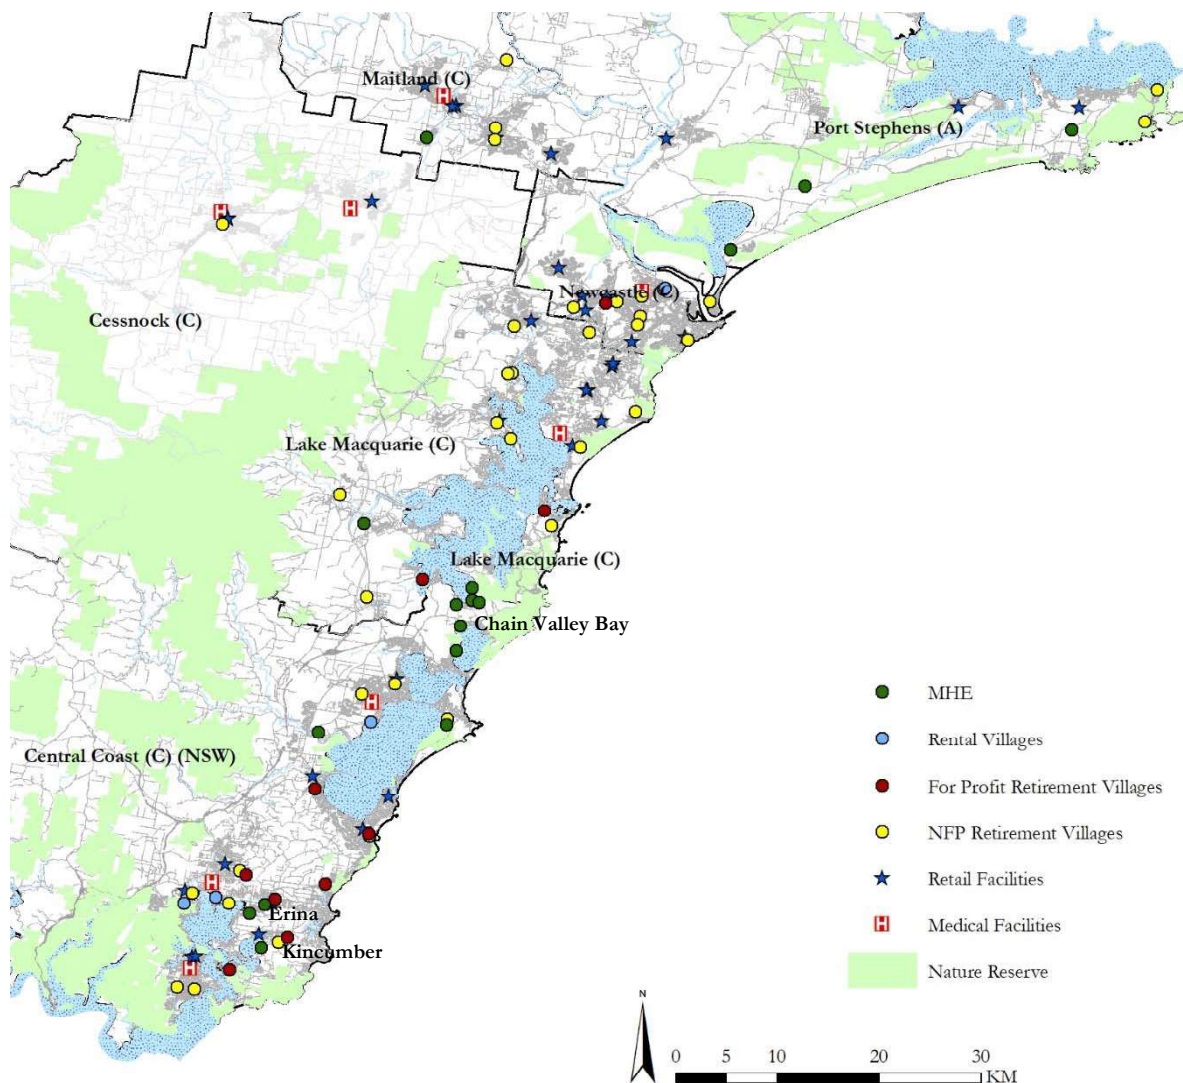 Maitland (C)
H
Port Stephens (A)
H
H
Newcastle (C)
H
Cessnock (C)
H
Lake Macquarie (C)
Lake Macquarie (C)
Chain Valley Bay
H
Central Coast (C) (NSW)
H
Erina
Kincumber
H
MHE
Rental Villages
For Profit Retirement Villages
NFP Retirement Villages
Retail Facilities
H Medical Facilities
Nature Reserve
N
0 5 10 20 30
KM